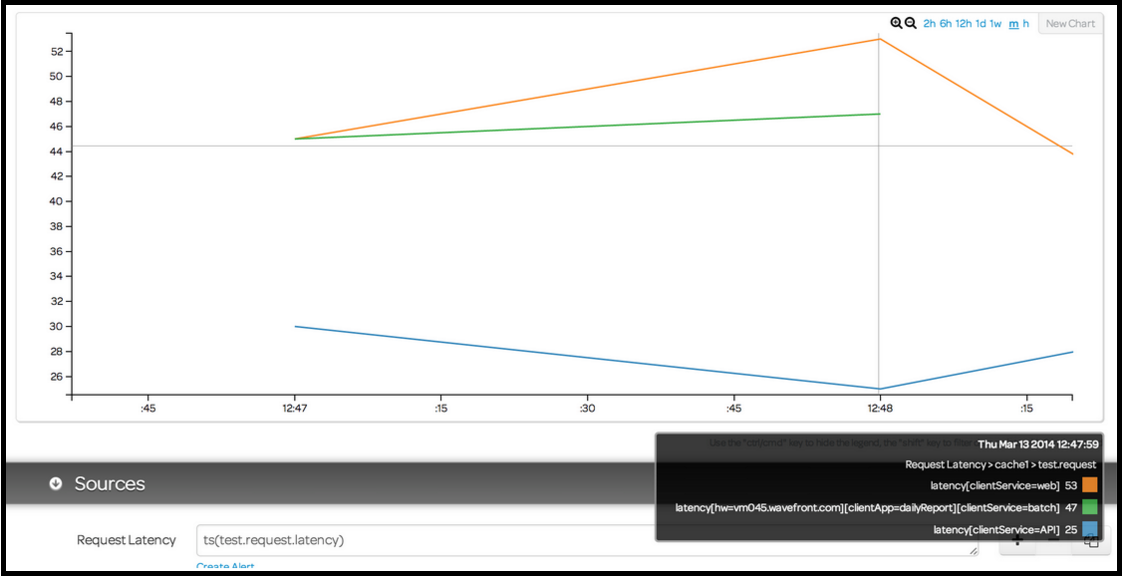 2h 6h 12h 1d 1w m h New Chart
52
50
48
46
44
42
40
38
36
34
32
30
28
26
:45 12:47 :15 :30 :45 12:48 :15
Use the "ctrl/cmd" key to hide the legend, the "shift" key to filter
Thu Mar 13 2014 12:47:59
Request Latency > cache1 > test.request
latency[clientService=web] 53
latency[hw=vm045.wavefront.com][clientApp=dailyReport][clientService=batch] 47
latency[clientService=API] 25
Sources
Request Latency ts(test.request.latency)
Create Alert